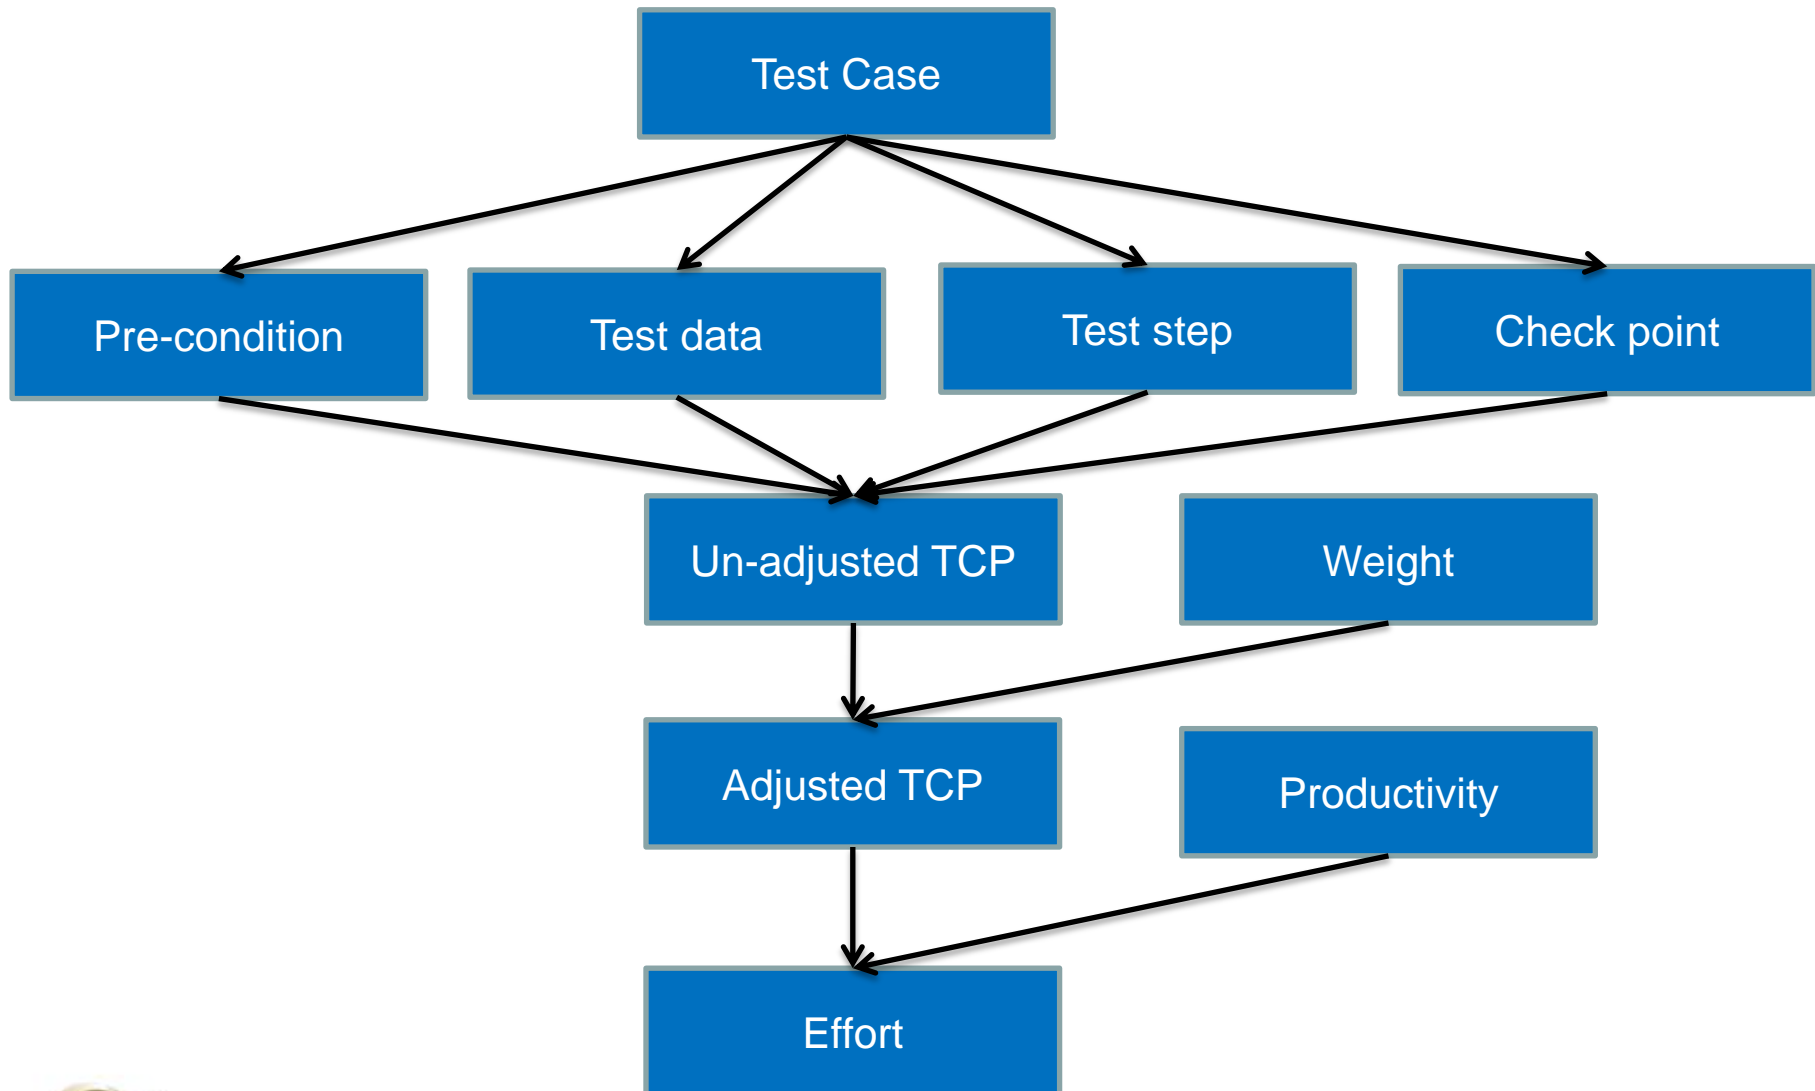 Test Case
Pre-condition
Test data
Test step
Check point
Un-adjusted TCP
Weight
Adjusted TCP
Productivity
Effort